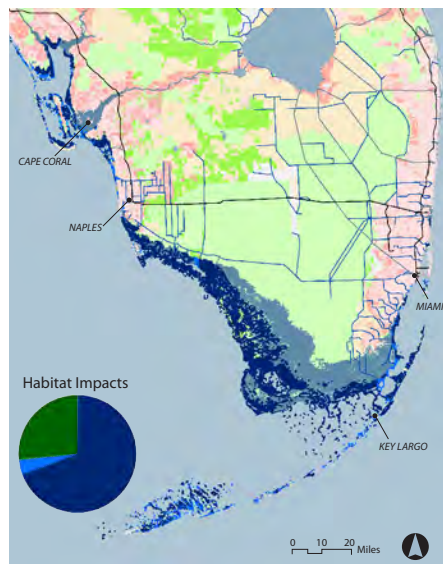 CAPE CORAL
NAPLES
MIAMI
Habitat Impacts
KEY LARGO
0 10 20
Miles